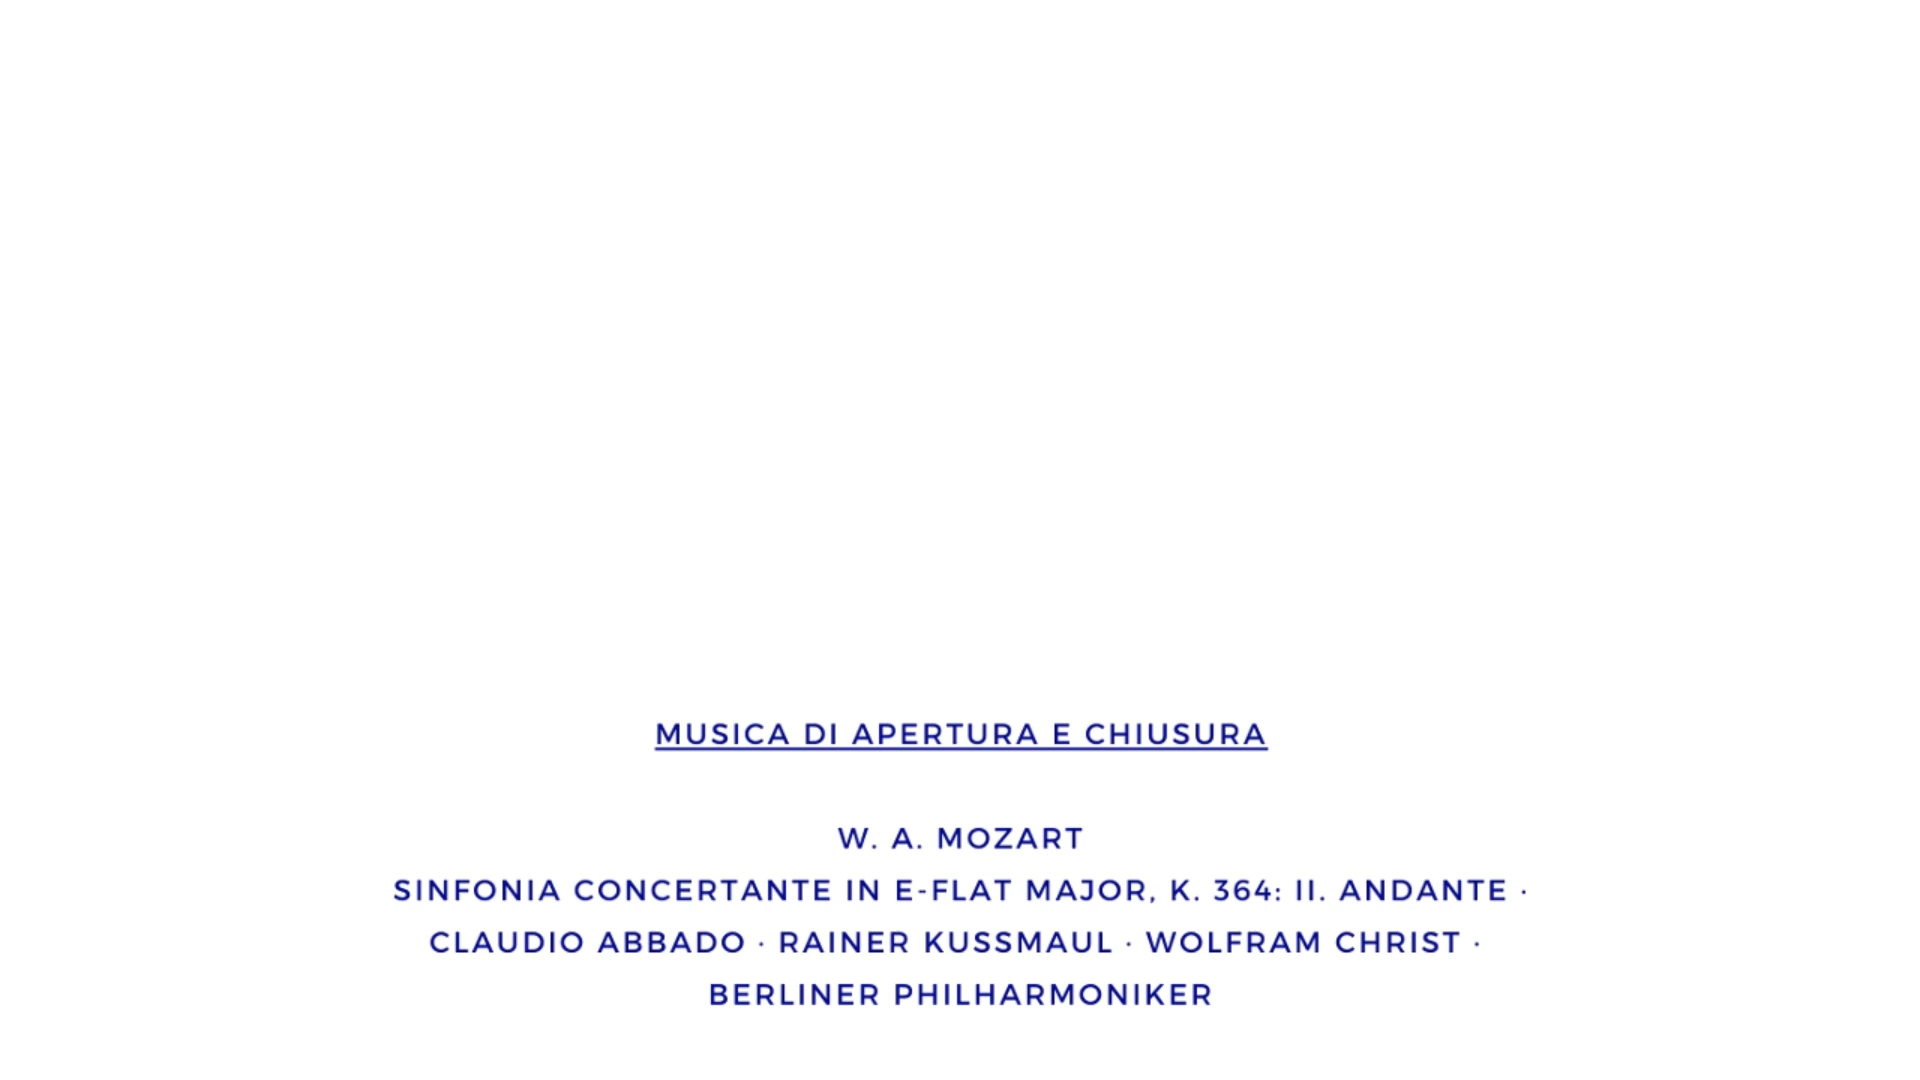 MUSICA DI APERTURA E CHIUSURA
W. A. MOZART
SINFONIA CONCERTANTE IN E-FLAT MAJOR, K. 364: II. ANDANTE ·
CLAUDIO ABBADO · RAINER KUSSMAUL · WOLFRAM CHRIST ·
BERLINER PHILHARMONIKER